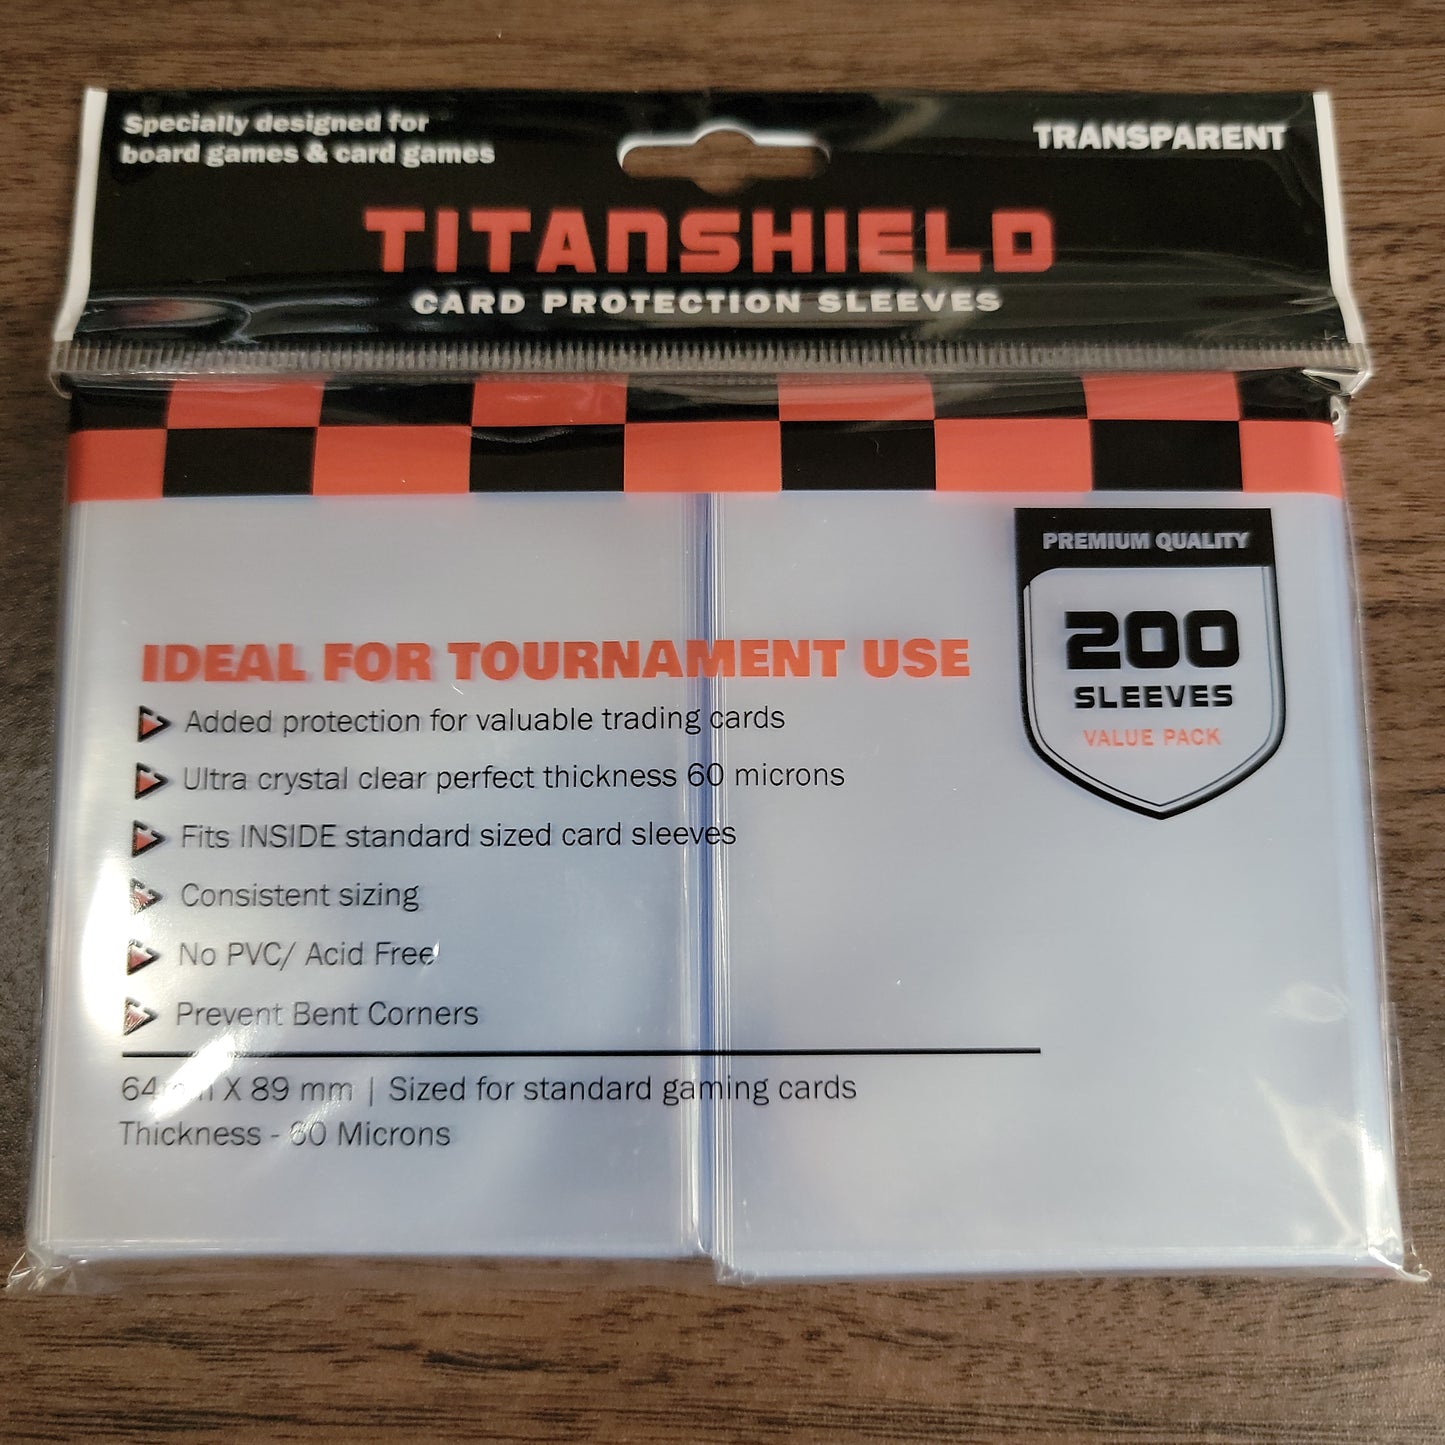 Specially designed for
board games & card games
TRANSPARENT
TITANSHIELD
CARD PROTECTION SLEEVES
PREMIUM QUALITY
200
SLEEVES
VALUE PACK
IDEAL FOR TOURNAMENT USE
Added protection for valuable trading cards
Ultra crystal clear perfect thickness 60 microns
Fits INSIDE standard sized card sleeves
Consistent sizing
No PVC/ Acid Free
Prevent Bent Corners
64mm X 89 mm | Sized for standard gaming cards
Thickness - 60 Microns